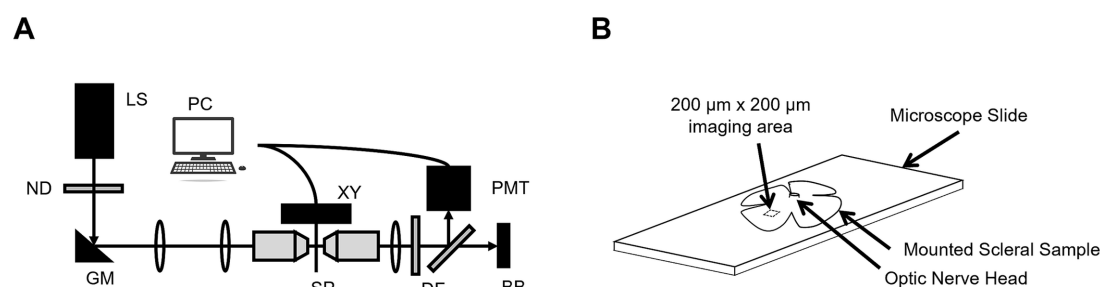 A
LS
PC
ND
XY
PMT
GM
B
200 µm x 200 µm
imaging area
Microscope Slide
Mounted Scleral Sample
Optic Nerve Head